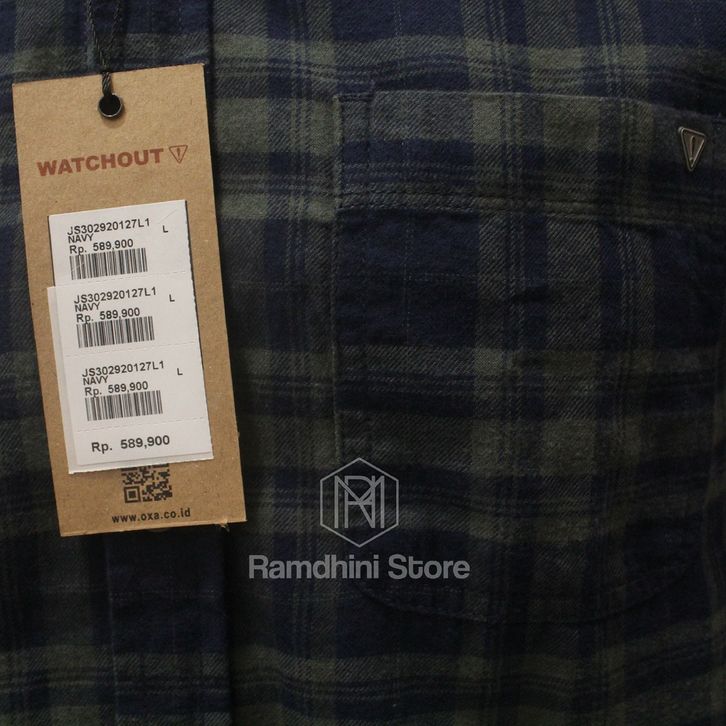 WATCHOUT
JS302920127L1 L
NAVY
Rp. 589,900
JS302920127L1 L
NAVY
Rp. 589,900
JS302920127L1 L
NAVY
Rp. 589,900
Rp. 589,900
www.oxa.co.id
Ramdhini Store